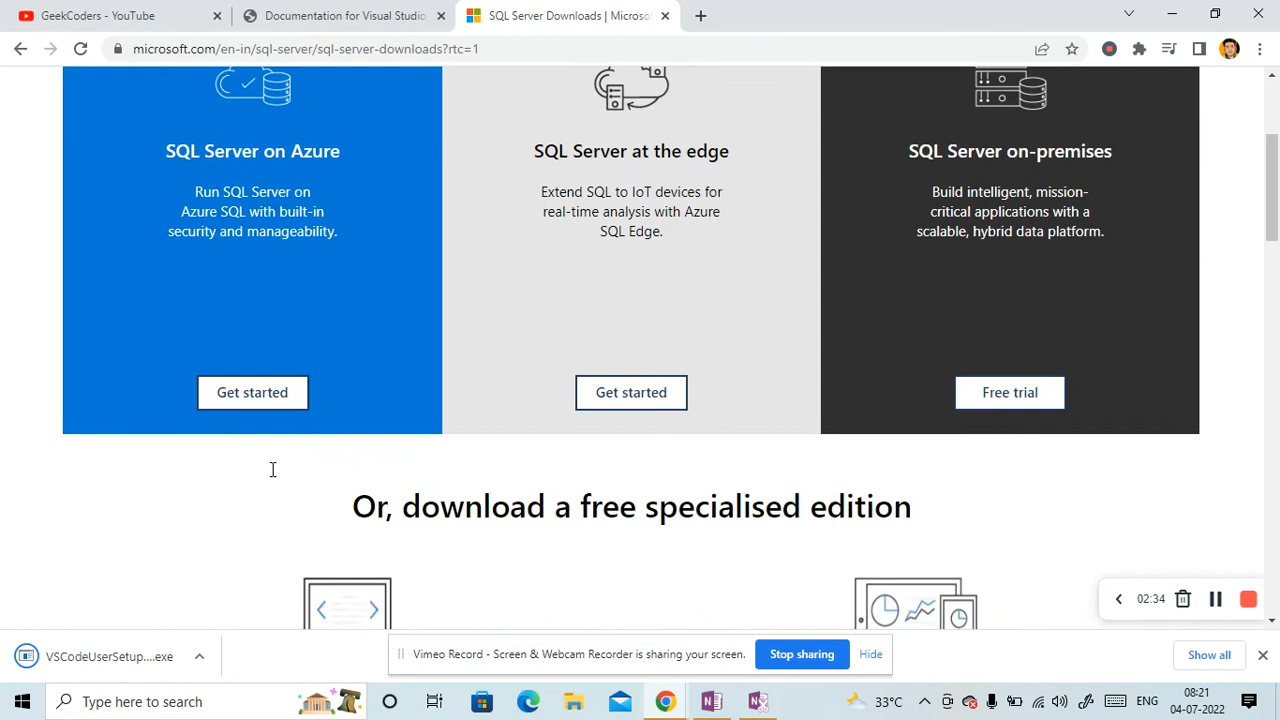 GeekCoders - YouTube
Documentation for Visual Studio
SQL Server Downloads | Microsof
microsoft.com/en-in/sql-server/sql-server-downloads?rtc=1
SQL Server on Azure
Run SQL Server on
Azure SQL with built-in
security and manageability.
Get started
SQL Server at the edge
Extend SQL to IoT devices for
real-time analysis with Azure
SQL Edge.
Get started
SQL Server on-premises
Build intelligent, mission-
critical applications with a
scalable, hybrid data platform.
Free trial
Or, download a free specialised edition
02:34
VSCodeUserSetup....exe
Vimeo Record - Screen & Webcam Recorder is sharing your screen.
Stop sharing
Hide
Show all
Type here to search
33°C
ENG
08:21
04-07-2022